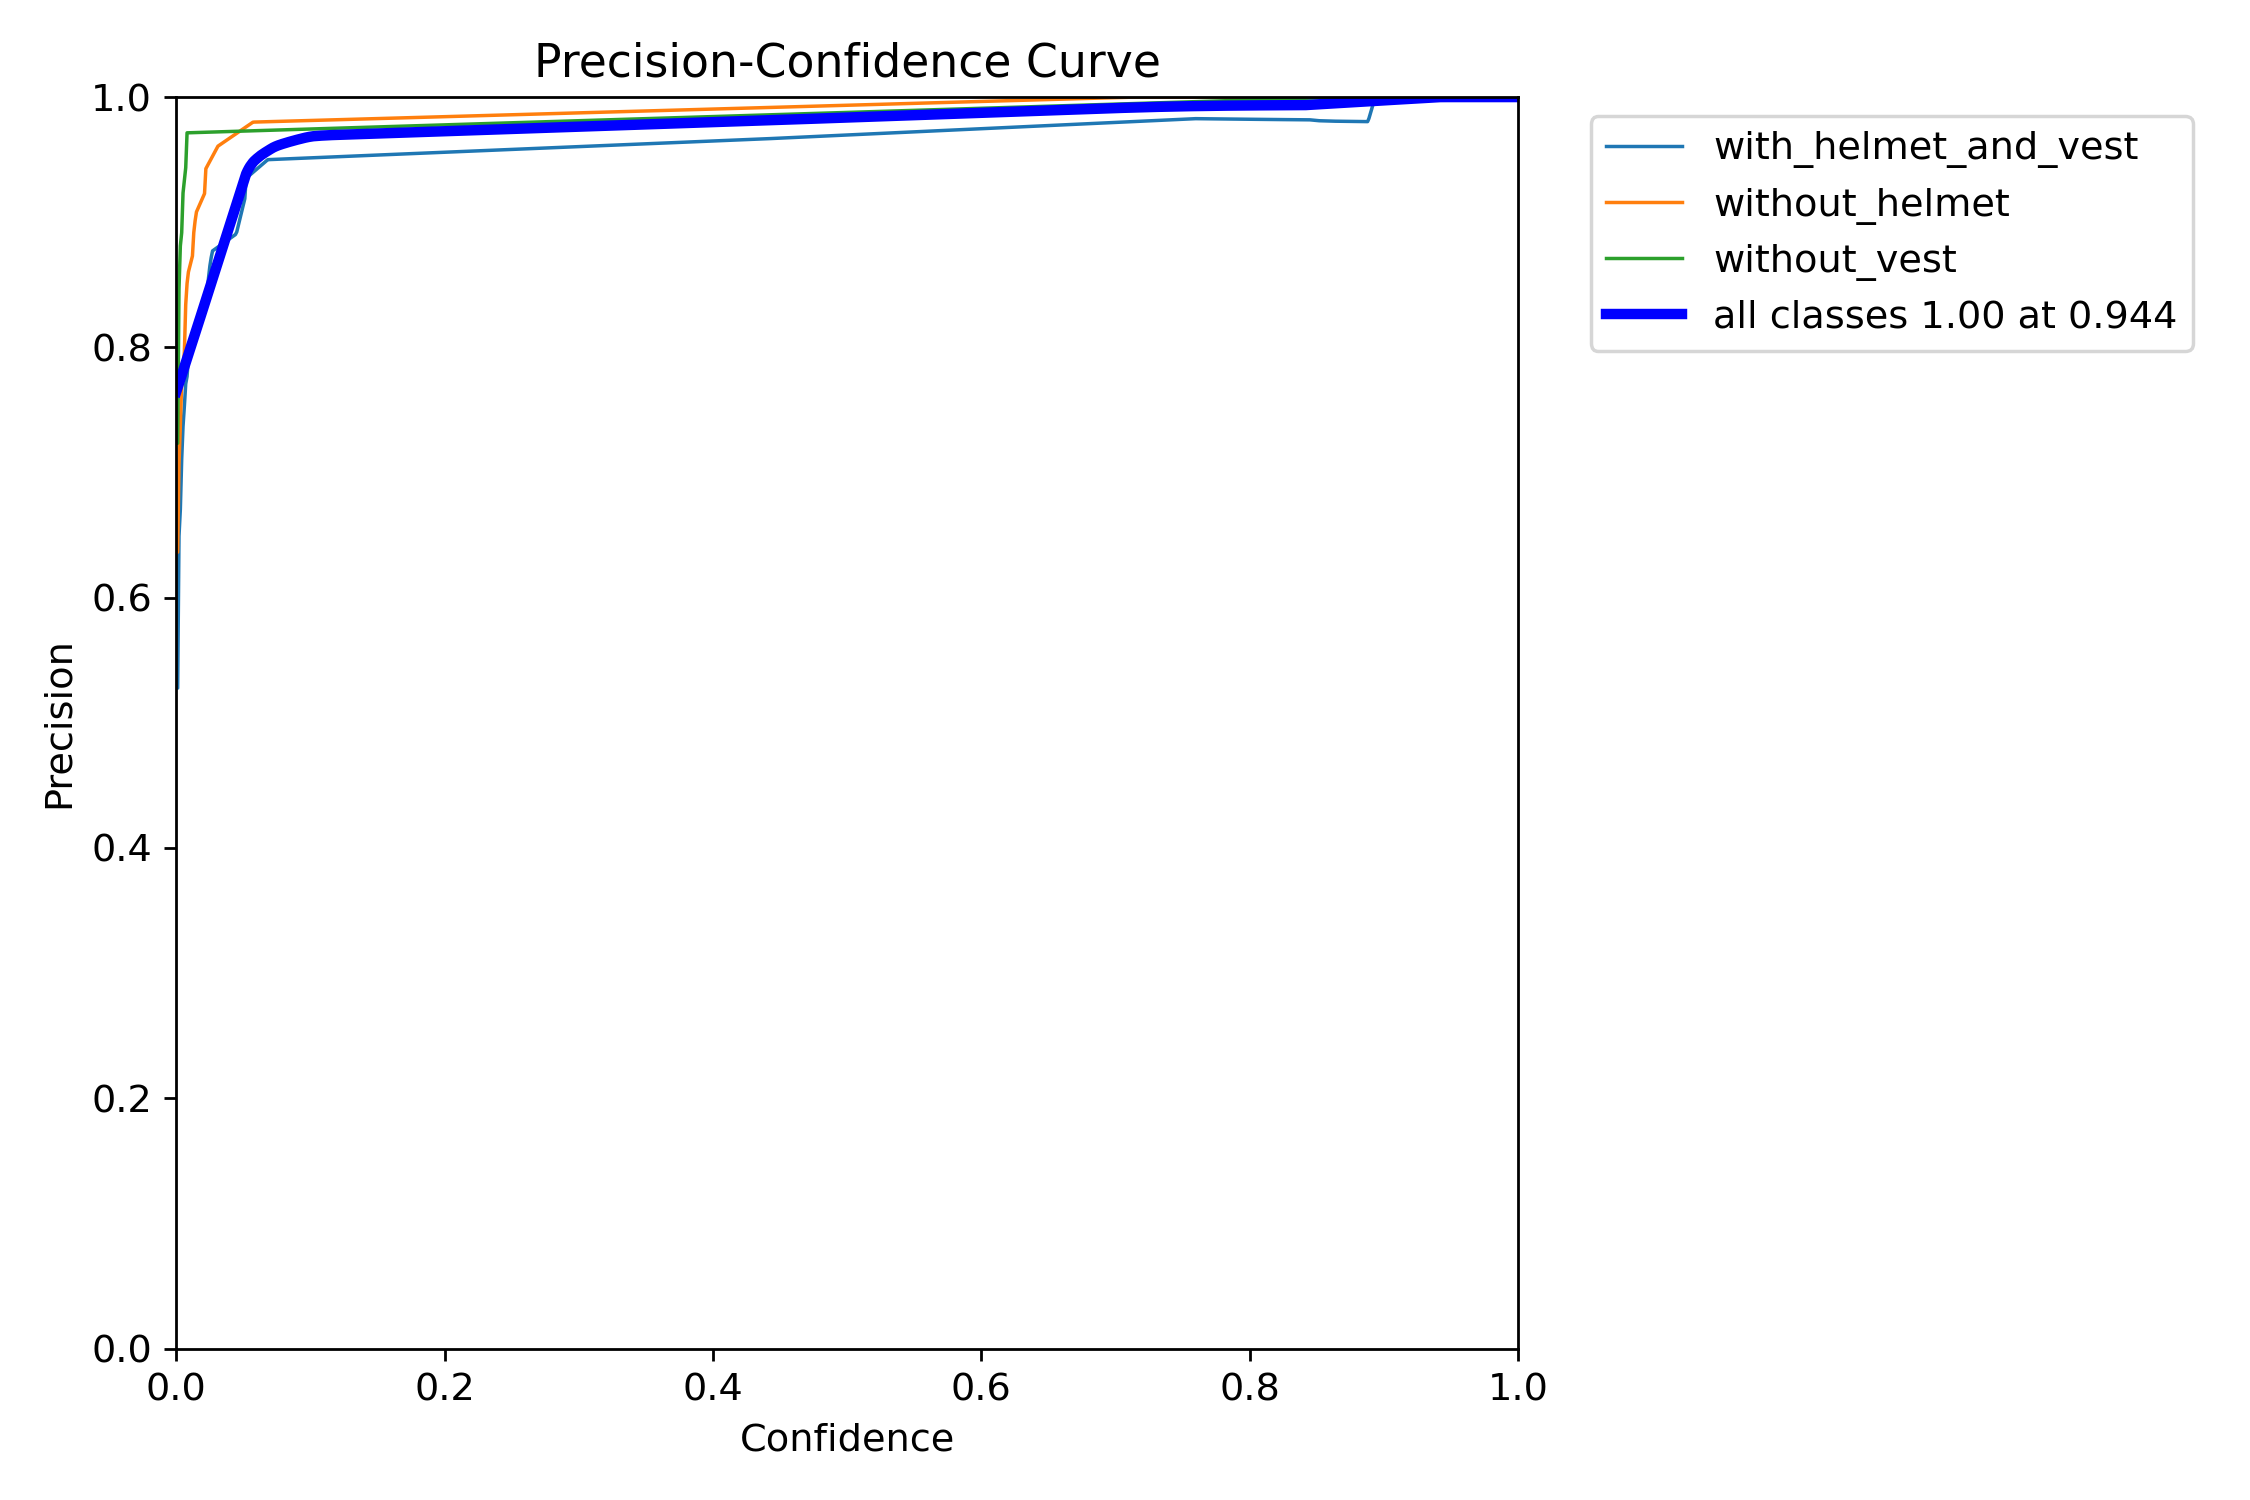 Precision-Confidence Curve
1.0
0.8
0.6
0.4
0.2
0.0
Precision
0.0 0.2 0.4 0.6 0.8 1.0
Confidence
with_helmet_and_vest
without_helmet
without_vest
all classes 1.00 at 0.944